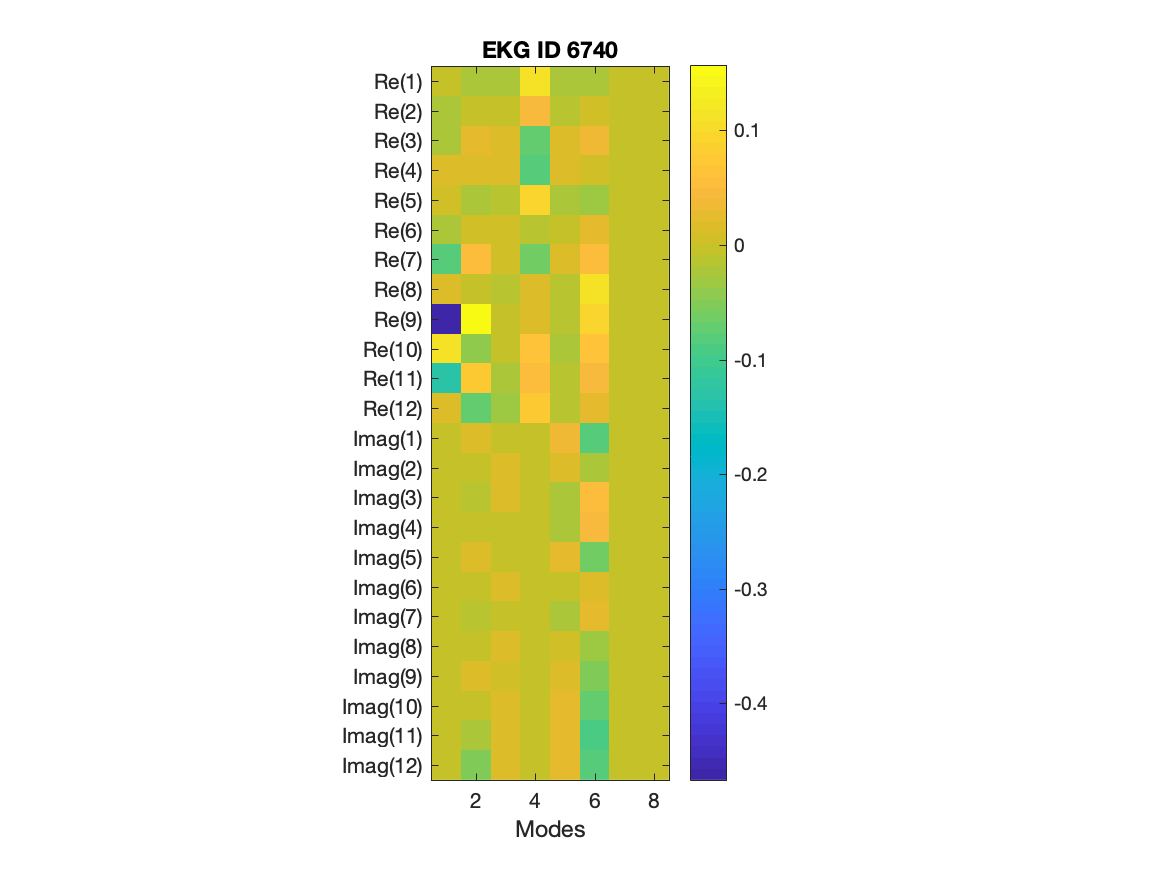 EKG ID 6740
Re(1)
Re(2)
Re(3)
Re(4)
Re(5)
Re(6)
Re(7)
Re(8)
Re(9)
Re(10)
Re(11)
Re(12)
Imag(1)
Imag(2)
Imag(3)
Imag(4)
Imag(5)
Imag(6)
Imag(7)
Imag(8)
Imag(9)
Imag(10)
Imag(11)
Imag(12)
2 4 6 8
Modes
0.1
0
-0.1
-0.2
-0.3
-0.4